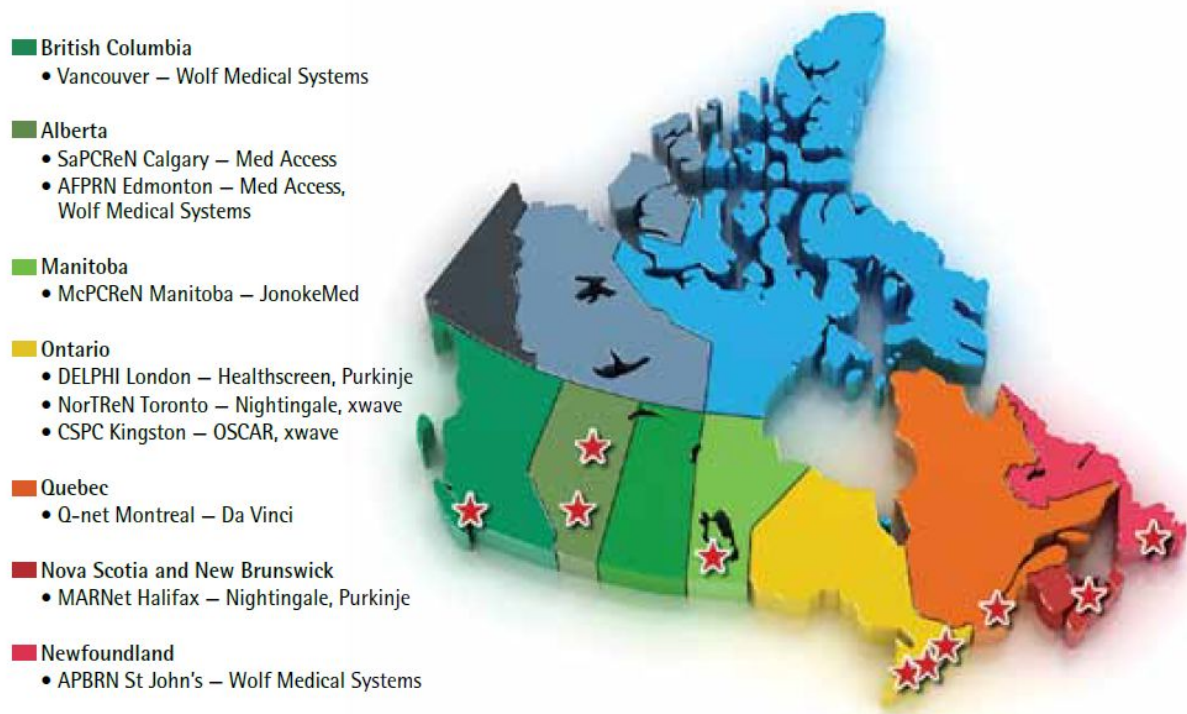 British Columbia
• Vancouver — Wolf Medical Systems
Alberta
• SaPCReN Calgary — Med Access
• AFPRN Edmonton — Med Access,
Wolf Medical Systems
Manitoba
• McPCReN Manitoba — JonokeMed
Ontario
• DELPHI London — Healthscreen, Purkinje
• NorTReN Toronto — Nightingale, xwave
• CSPC Kingston — OSCAR, xwave
Quebec
• Q-net Montreal — Da Vinci
Nova Scotia and New Brunswick
• MARNet Halifax — Nightingale, Purkinje
Newfoundland
• APBRN St John's — Wolf Medical Systems